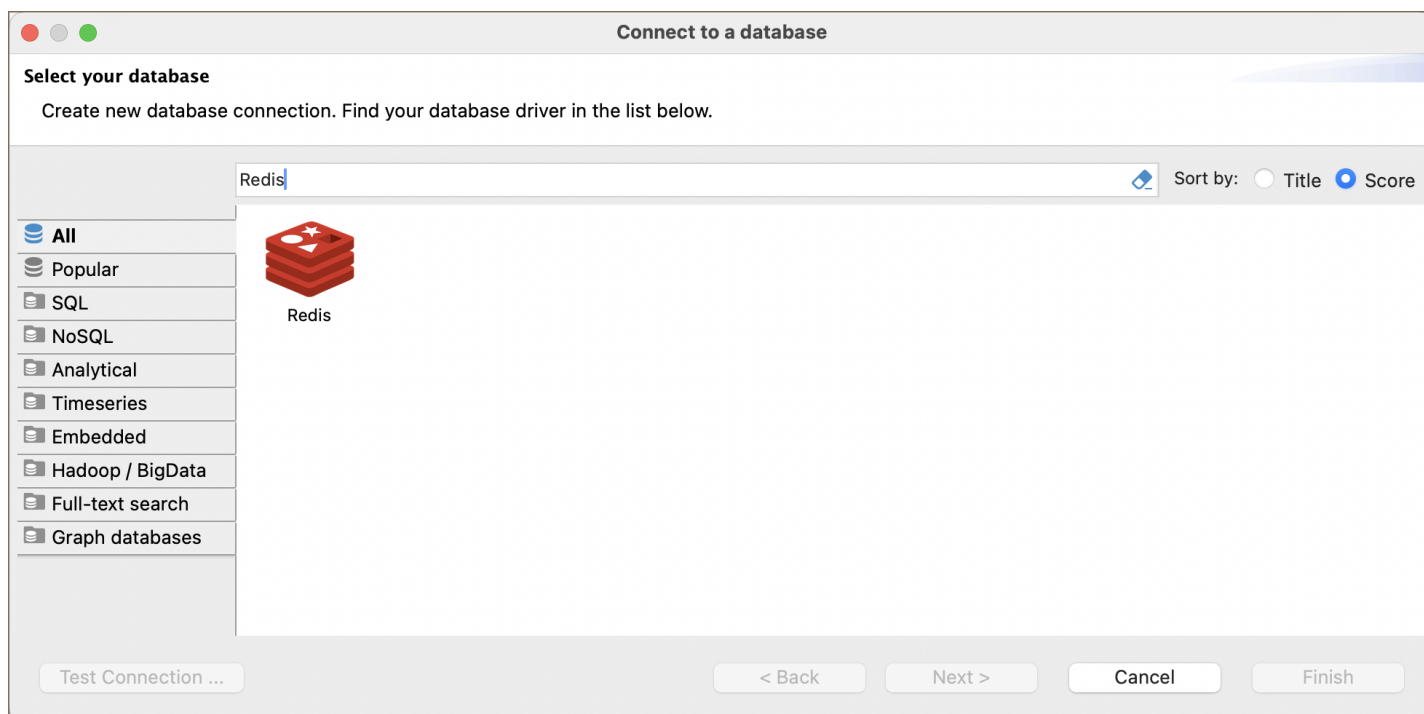 Connect to a database
Select your database
Create new database connection. Find your database driver in the list below.
Redis
Sort by:
Title
Score
All
Popular
SQL
NoSQL
Analytical
Timeseries
Embedded
Hadoop / BigData
Full-text search
Graph databases
Redis
Test Connection ...
< Back
Next >
Cancel
Finish